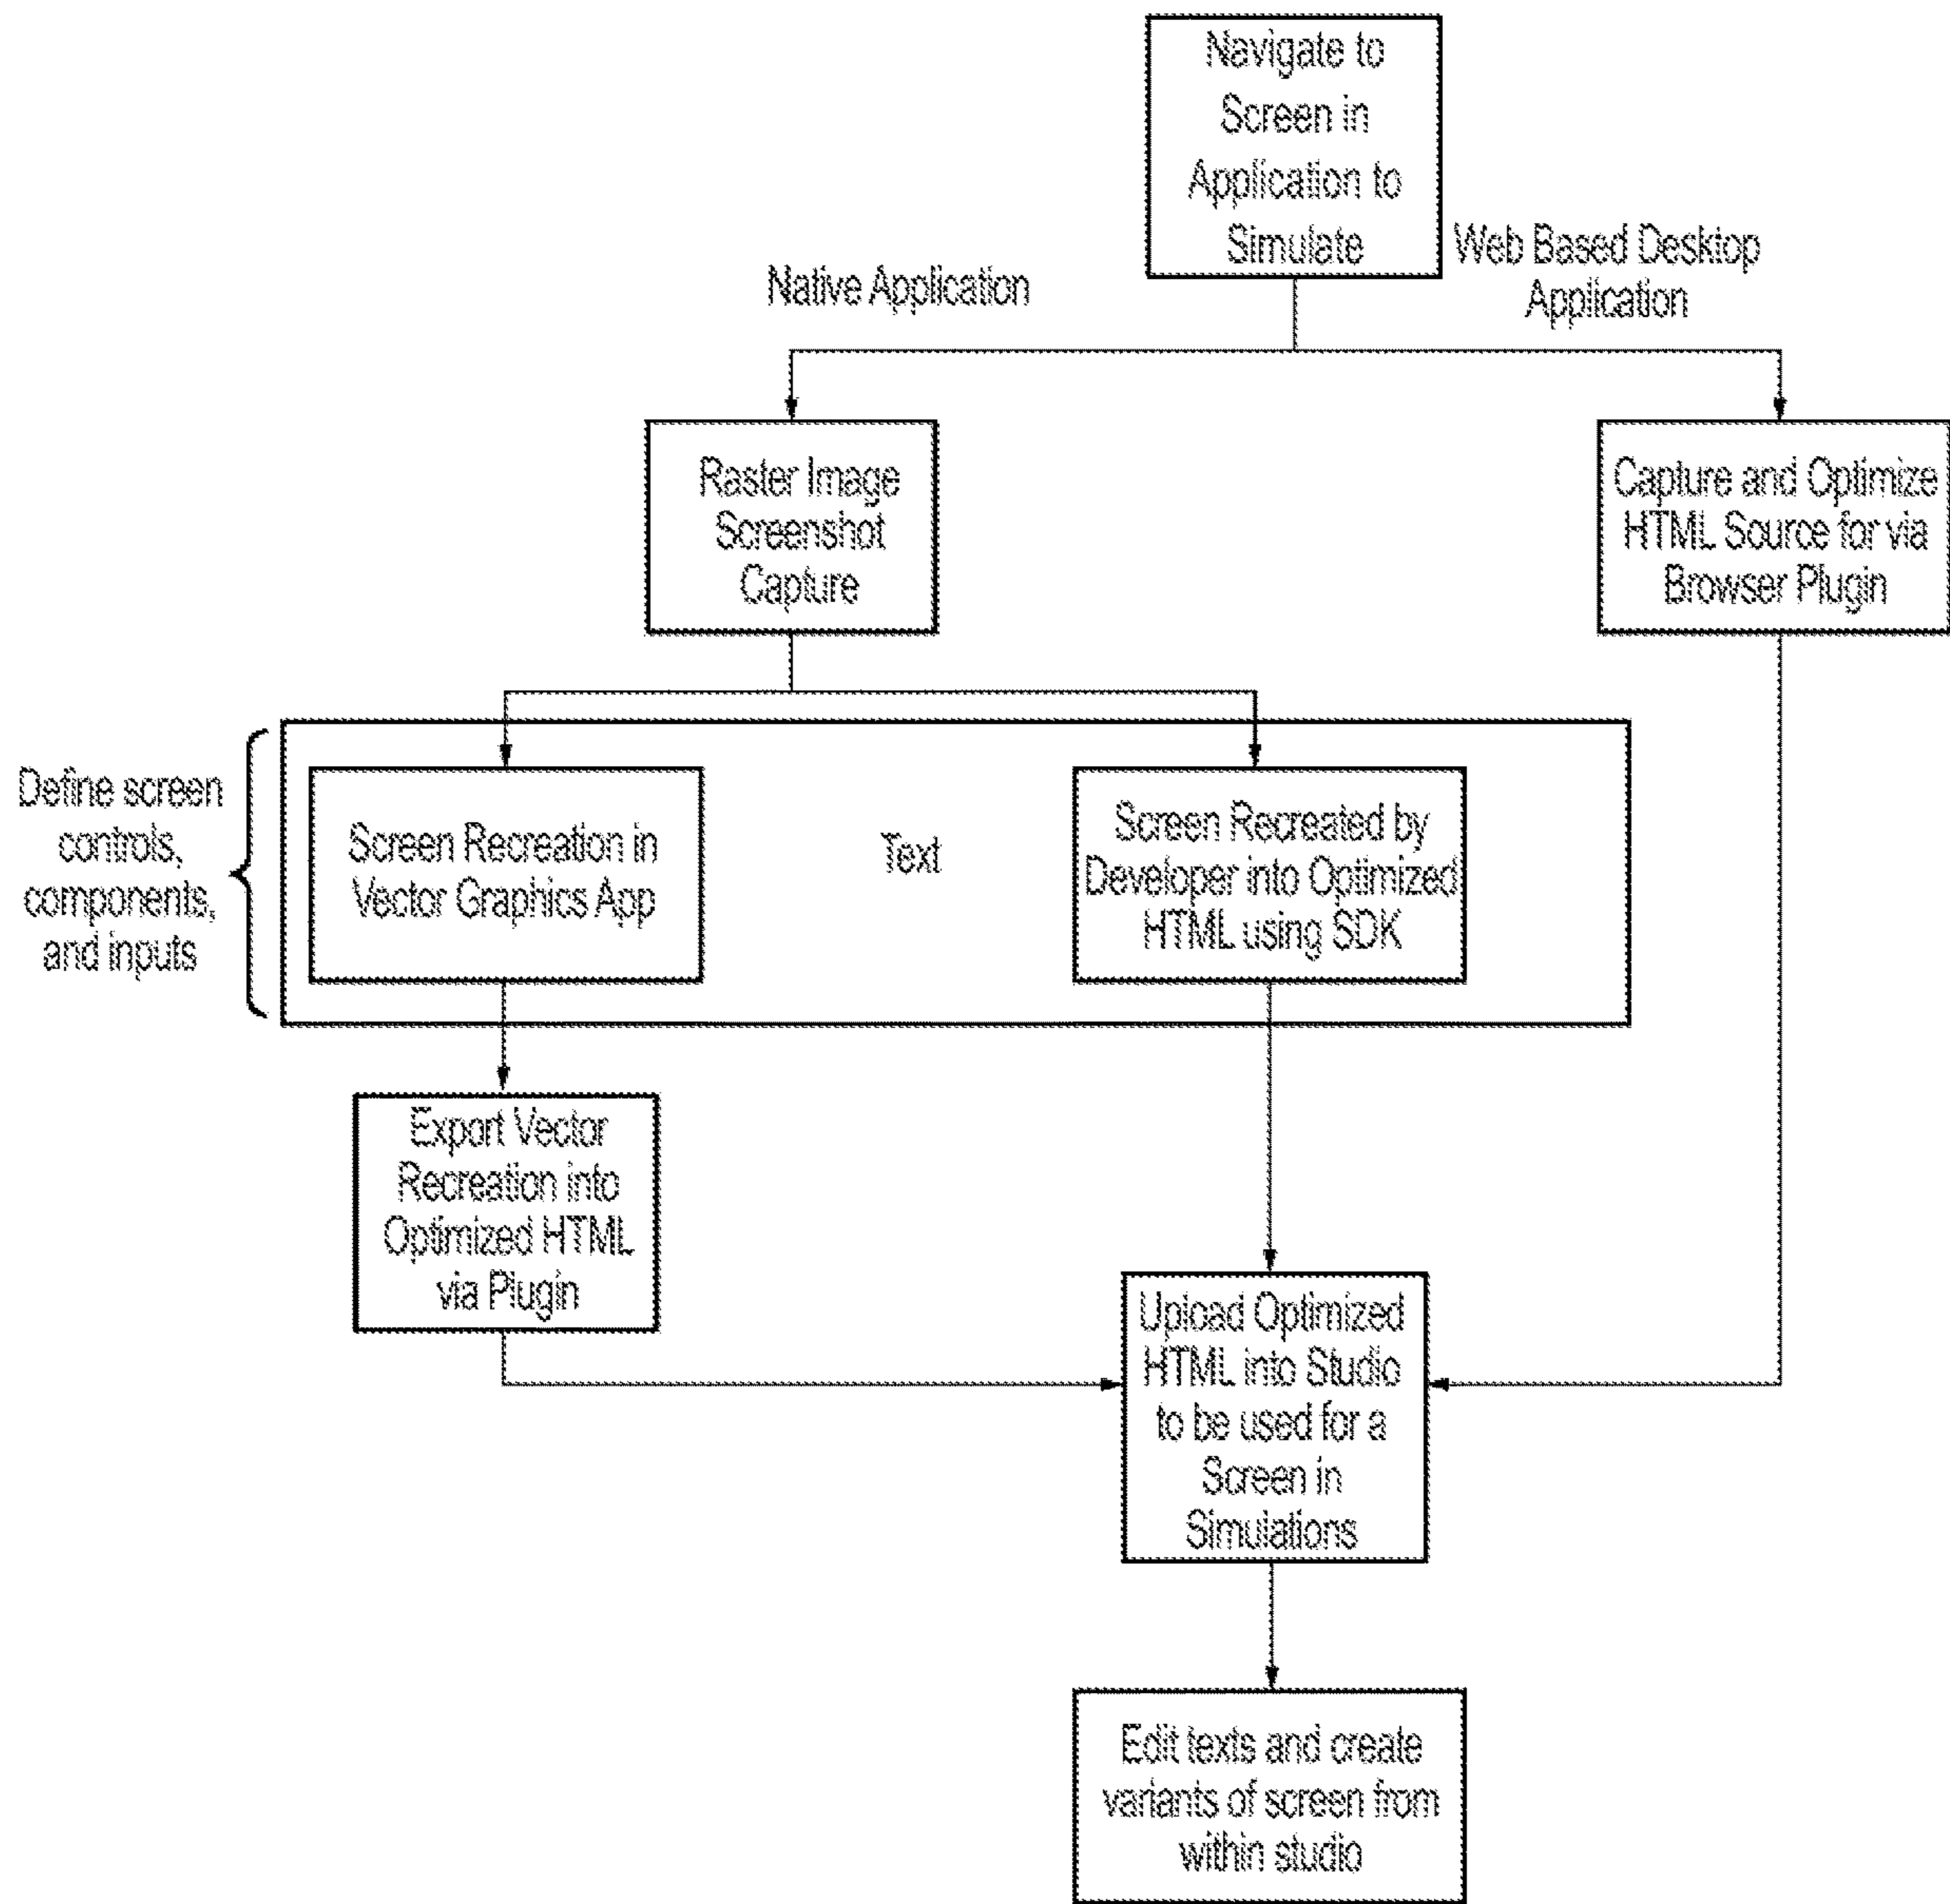 Navigate to
Screen in
Application to
Simulate
Native Application
Web Based Desktop
Application
Raster Image
Screenshot
Capture
Capture and Optimize
HTML Source for via
Browser Plugin
Define screen
controls,
components,
and inputs
Screen Recreation in
Vector Graphics App
Text
Screen Recreated by
Developer into Optimized
HTML using SDK
Export Vector
Recreation into
Optimized HTML
via Plugin
Upload Optimized
HTML into Studio
to be used for a
Screen in
Simulations
Edit texts and create
variants of screen from
within studio